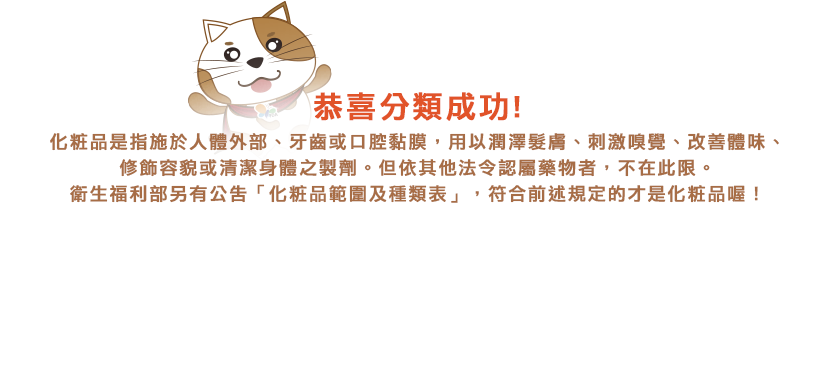 恭喜分類成功!
化粧品是指施於人體外部、牙齒或口腔黏膜，用以潤澤髮膚、刺激嗅覺、改善體味、
修飾容貌或清潔身體之製劑。但依其他法令認屬藥物者，不在此限。
衛生福利部另有公告「化粧品範圍及種類表」，符合前述規定的才是化粧品喔！